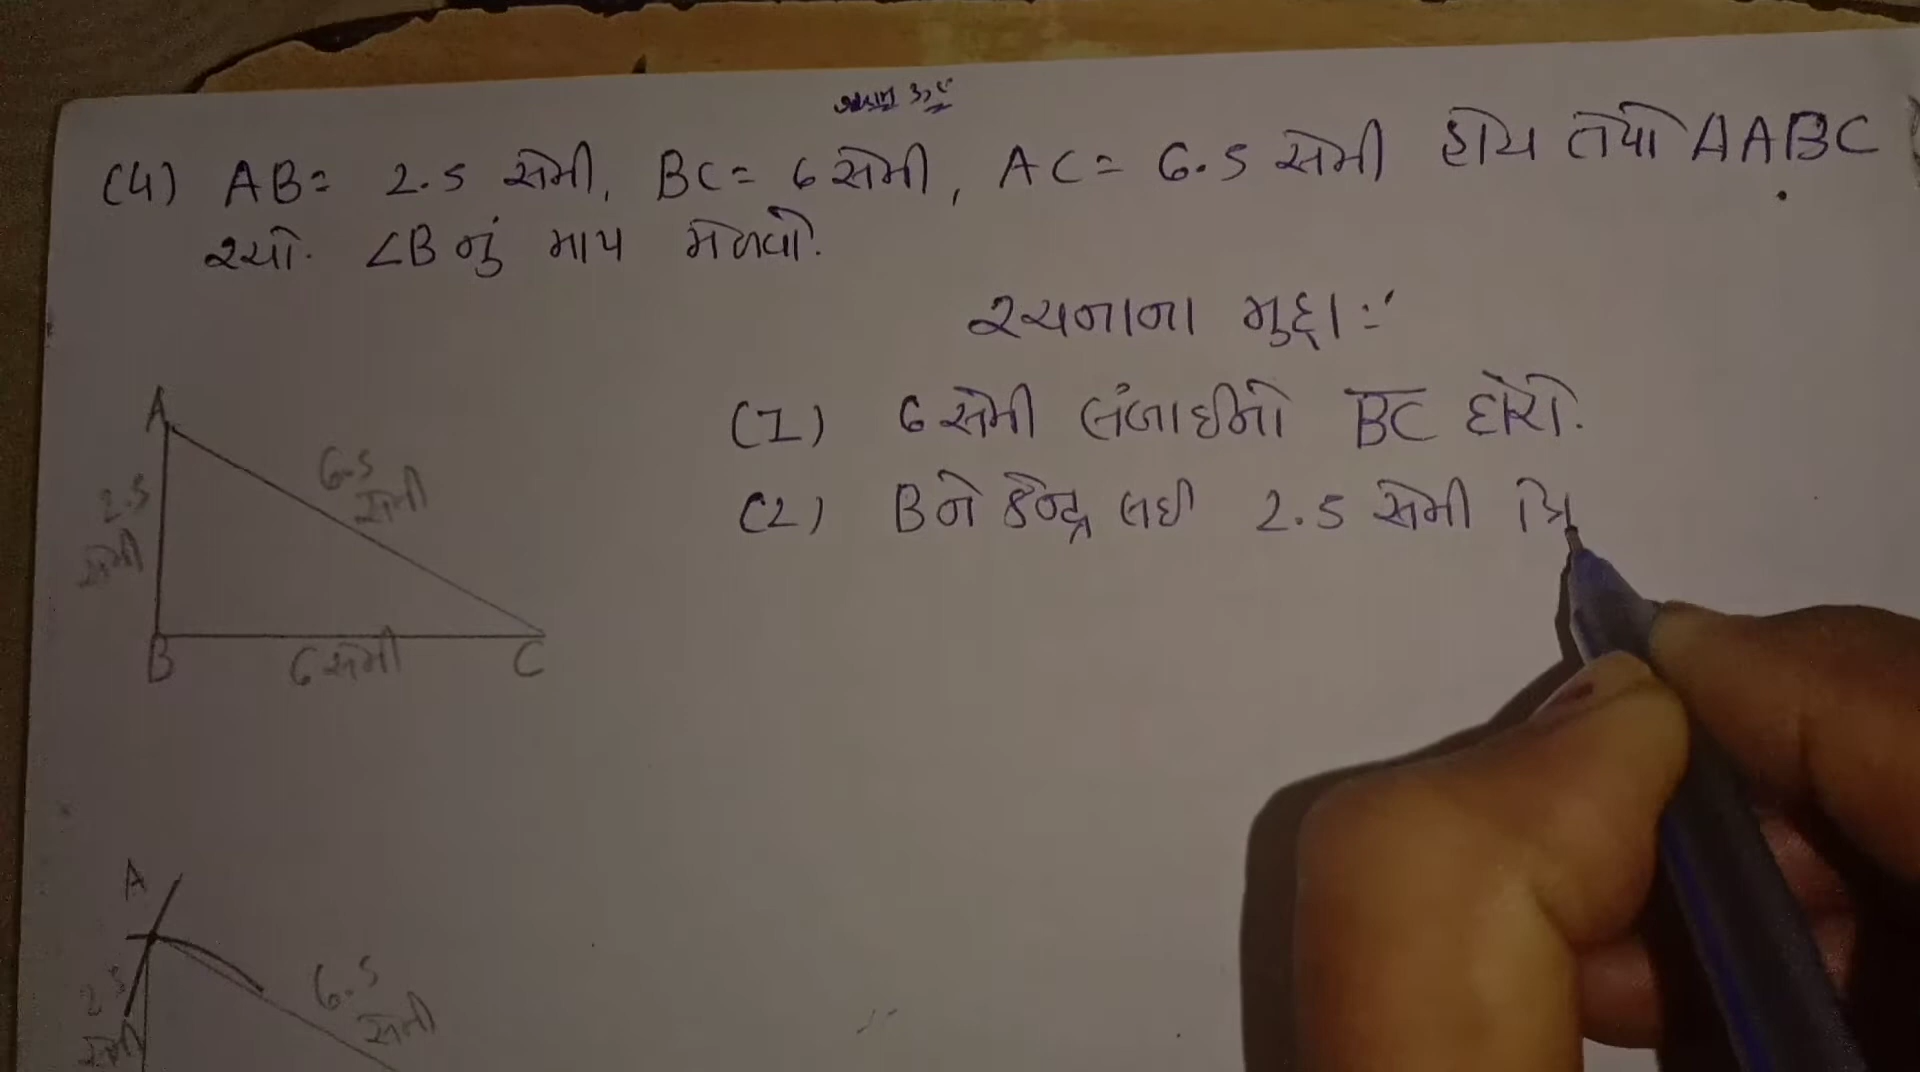 (4) AB= 2.5 સેમી, BC= 6 સેમી, AC= 6.5 સેમી હોય તેવો ΔABC
રચો. ∠B નું માપ મેળવો.
રચનાના મુદ્દા :-
(1) 6 સેમી લંબાઈનો BC દોરો.
(2) B ને કેન્દ્ર લઈ 2.5 સેમી ત્રિ
A
6.5
સેમી
2.5
સેમી
B 6 સેમી C
A
6.5
સેમી
2.5
સેમી